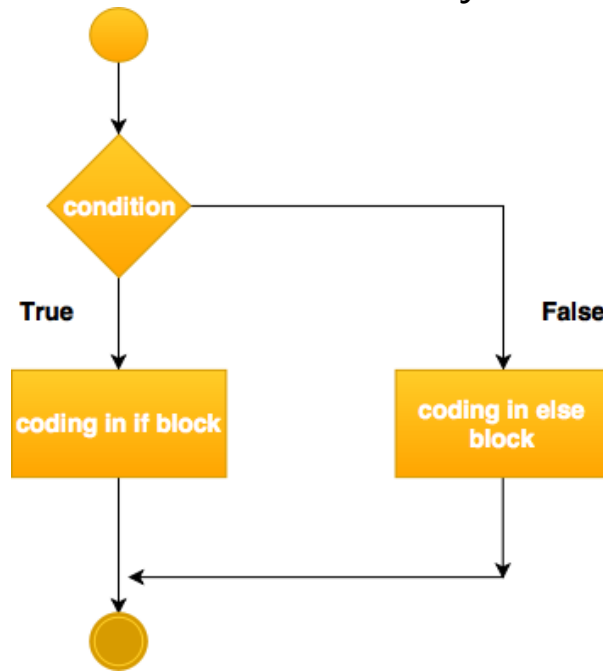 condition
True
False
coding in if block
coding in else
block